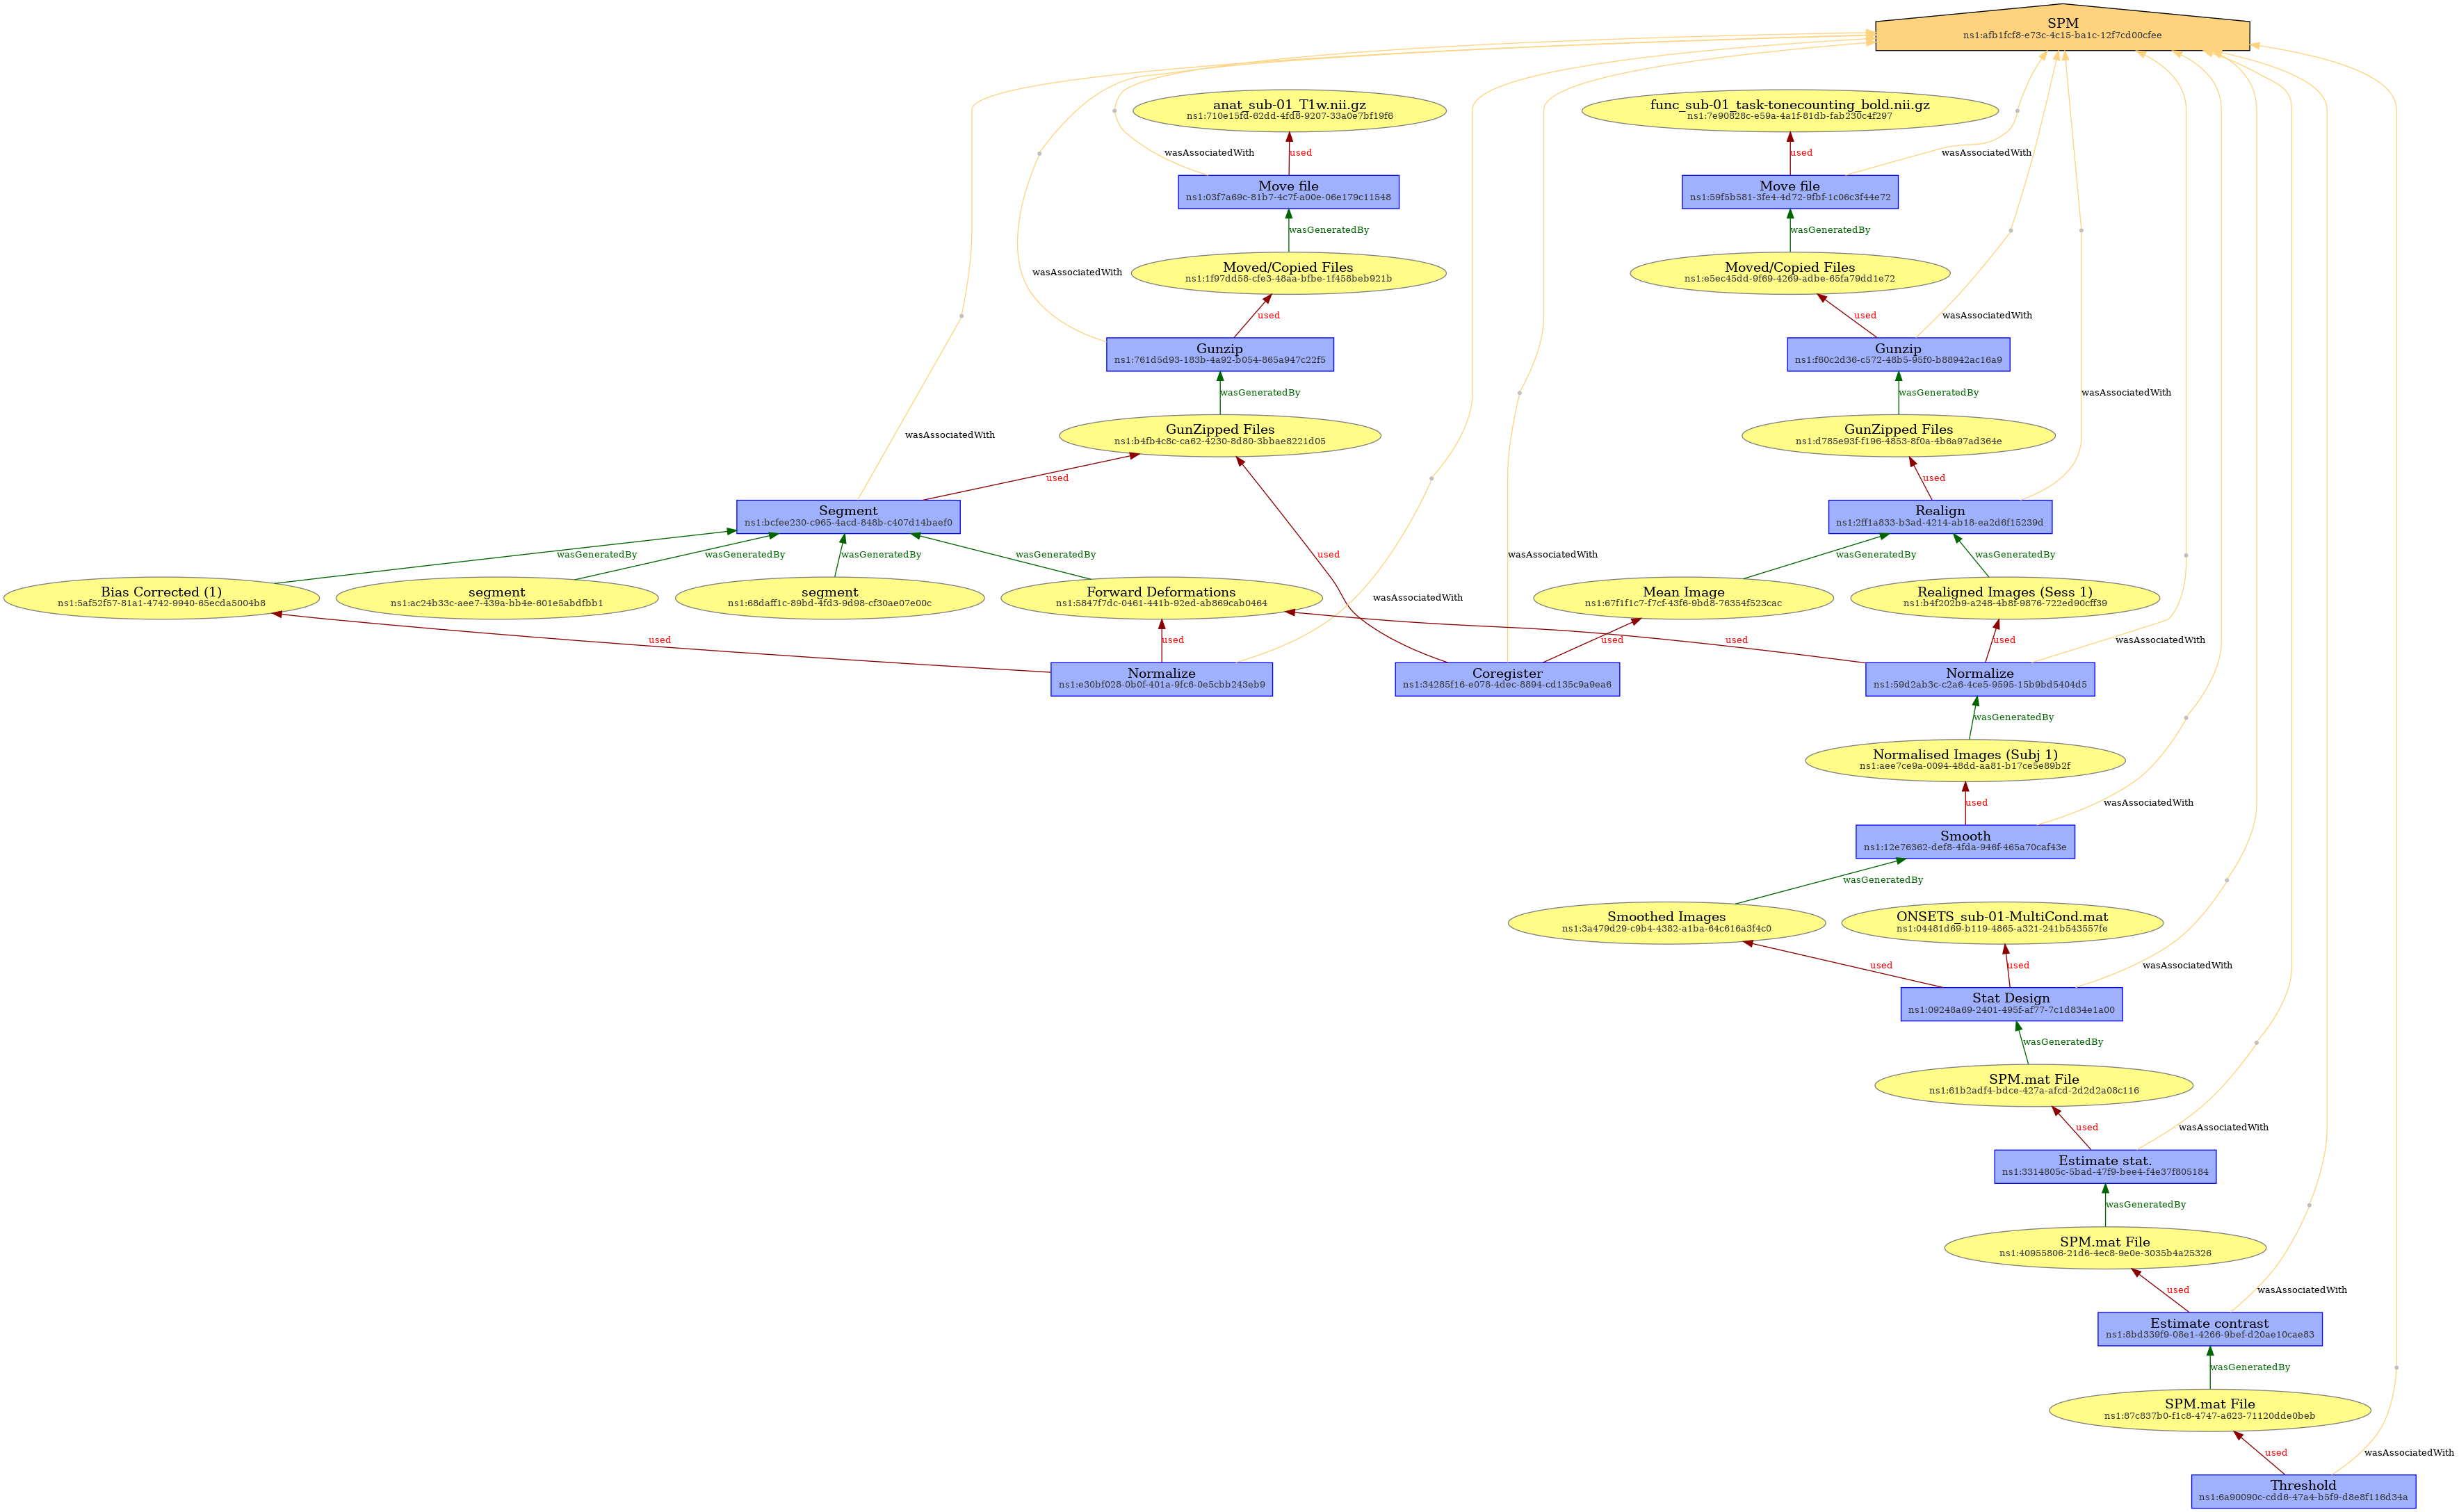 SPM
ns1:afb1fcf8-e73c-4c15-ba1c-12f7cd00cfee
anat_sub-01_T1w.nii.gz
ns1:710e15fd-62dd-4fd8-9207-33a0e7bf19f6
func_sub-01_task-tonecounting_bold.nii.gz
ns1:7e90828c-e59a-4a1f-81db-fab230c4f297
wasAssociatedWith
used
used
wasAssociatedWith
Move file
ns1:03f7a69c-81b7-4c7f-a00e-06e179c11548
Move file
ns1:59f5b581-3fe4-4d72-9fbf-1c06c3f44e72
wasGeneratedBy
wasGeneratedBy
wasAssociatedWith
Moved/Copied Files
ns1:1f97dd58-cfe3-48aa-bfbe-1f458beb921b
Moved/Copied Files
ns1:e5ec45dd-9f69-4269-adbe-65fa79dd1e72
used
used
wasAssociatedWith
Gunzip
ns1:761d5d93-183b-4a92-b054-865a947c22f5
Gunzip
ns1:f60c2d36-c572-48b5-95f0-b88942ac16a9
wasGeneratedBy
wasGeneratedBy
wasAssociatedWith
wasAssociatedWith
GunZipped Files
ns1:b4fb4c8c-ca62-4230-8d80-3bbae8221d05
GunZipped Files
ns1:d785e93f-f196-4853-8f0a-4b6a97ad364e
used
used
Segment
ns1:bcfee230-c965-4acd-848b-c407d14baef0
Realign
ns1:2ff1a833-b3ad-4214-ab18-ea2d6f15239d
wasGeneratedBy
wasGeneratedBy
wasGeneratedBy
wasGeneratedBy
used
wasAssociatedWith
wasGeneratedBy
wasGeneratedBy
Bias Corrected (1)
ns1:5af52f57-81a1-4742-9940-65ecda5004b8
segment
ns1:ac24b33c-aee7-439a-bb4e-601e5abdfbb1
segment
ns1:68daff1c-89bd-4fd3-9d98-cf30ae07e00c
Forward Deformations
ns1:5847f7dc-0461-441b-92ed-ab869cab0464
wasAssociatedWith
Mean Image
ns1:67f1f1c7-f7cf-43f6-9bd8-76354f523cac
Realigned Images (Sess 1)
ns1:b4f202b9-a248-4b8f-9876-722ed90cff39
used
used
used
used
used
wasAssociatedWith
Normalize
ns1:e30bf028-0b0f-401a-9fc6-0e5cbb243eb9
Coregister
ns1:34285f16-e078-4dec-8894-cd135c9a9ea6
Normalize
ns1:59d2ab3c-c2a6-4ce5-9595-15b9bd5404d5
wasGeneratedBy
Normalised Images (Subj 1)
ns1:aee7ce9a-0094-48dd-aa81-b17ce5e89b2f
used
wasAssociatedWith
Smooth
ns1:12e76362-def8-4fda-946f-465a70caf43e
wasGeneratedBy
Smoothed Images
ns1:3a479d29-c9b4-4382-a1ba-64c616a3f4c0
ONSETS_sub-01-MultiCond.mat
ns1:04481d69-b119-4865-a321-241b543557fe
used
used
wasAssociatedWith
Stat Design
ns1:09248a69-2401-495f-af77-7c1d834e1a00
wasGeneratedBy
SPM.mat File
ns1:61b2adf4-bdce-427a-afcd-2d2d2a08c116
used
wasAssociatedWith
Estimate stat.
ns1:3314805c-5bad-47f9-bee4-f4e37f805184
wasGeneratedBy
SPM.mat File
ns1:40955806-21d6-4ec8-9e0e-3035b4a25326
used
wasAssociatedWith
Estimate contrast
ns1:8bd339f9-08e1-4266-9bef-d20ae10cae83
wasGeneratedBy
SPM.mat File
ns1:87c837b0-f1c8-4747-a623-71120dde0beb
used
wasAssociatedWith
Threshold
ns1:6a90090c-cdd6-47a4-b5f9-d8e8f116d34a